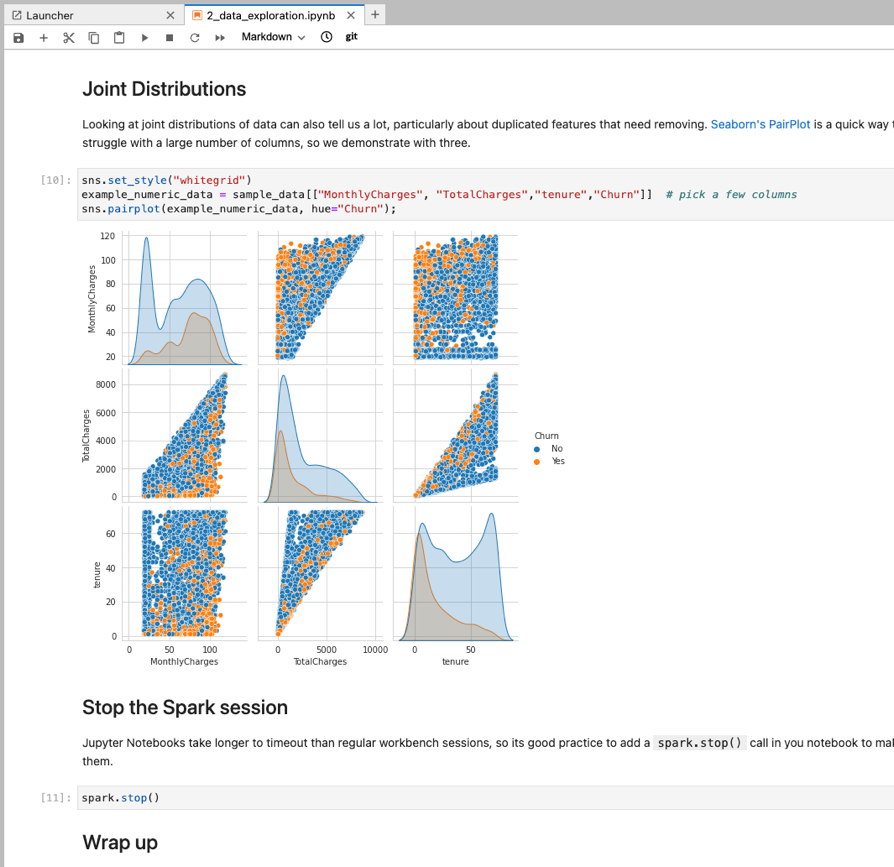 Launcher
2_data_exploration.ipynb
Markdown
git
Joint Distributions
Looking at joint distributions of data can also tell us a lot, particularly about duplicated features that need removing. Seaborn's PairPlot is a quick way
struggle with a large number of columns, so we demonstrate with three.
[10]:
sns.set_style("whitegrid")
example_numeric_data = sample_data[["MonthlyCharges", "TotalCharges","tenure","Churn"]]  # pick a few columns
sns.pairplot(example_numeric_data, hue="Churn");
120
100
80
60
40
20
MonthlyCharges
8000
6000
4000
2000
0
TotalCharges
Churn
No
Yes
60
40
20
0
tenure
0 50 100
0 5000 10000
0 50
MonthlyCharges
TotalCharges
tenure
Stop the Spark session
Jupyter Notebooks take longer to timeout than regular workbench sessions, so its good practice to add a spark.stop() call in you notebook to
them.
[11]:
spark.stop()
Wrap up